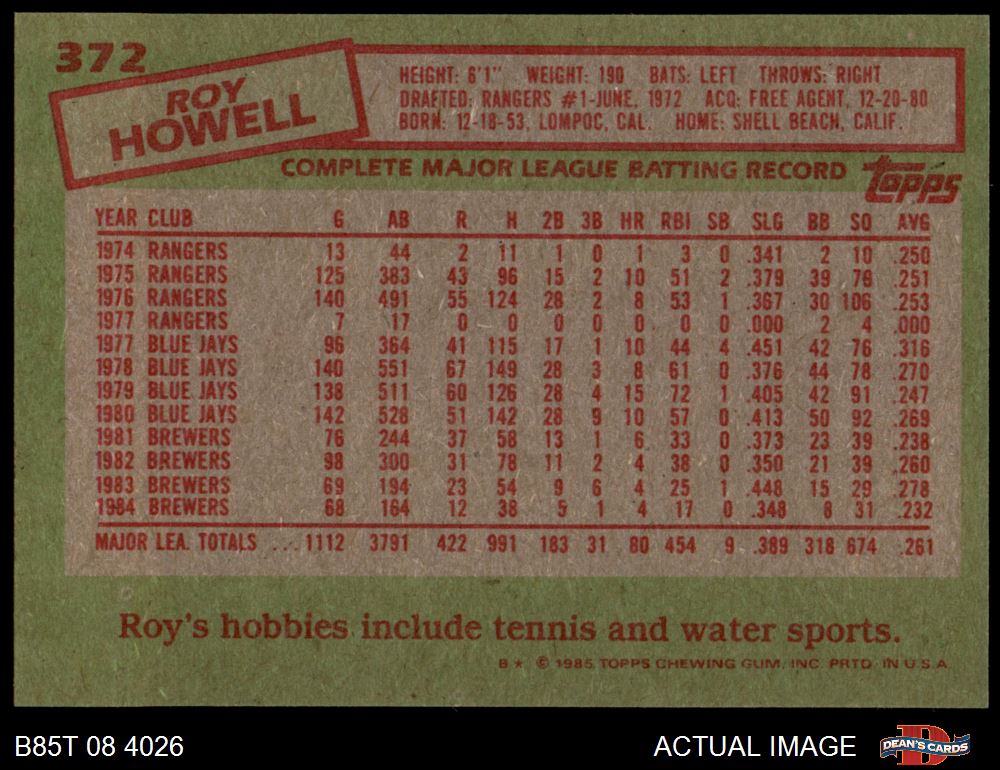 372
ROY
HOWELL
HEIGHT: 6'1" WEIGHT: 190 BATS: LEFT THROWS: RIGHT
DRAFTED: RANGERS #1-JUNE, 1972 ACQ: FREE AGENT, 12-20-80
BORN: 12-18-53, LOMPOC, CAL. HOME: SHELL BEACH, CALIF.
COMPLETE MAJOR LEAGUE BATTING RECORD topps
YEAR CLUB G AB R H 2B 3B HR RBI SB SLG BB SO AVG
1974 RANGERS 13 44 2 11 1 0 1 3 0 .341 2 10 .250
1975 RANGERS 125 383 43 96 15 2 10 51 2 .379 39 79 .251
1976 RANGERS 140 491 55 124 28 2 8 53 1 .367 30 106 .253
1977 RANGERS 7 17 0 0 0 0 0 0 0 .000 2 4 .000
1977 BLUE JAYS 96 364 41 115 17 1 10 44 4 .451 42 76 .316
1978 BLUE JAYS 140 551 67 149 28 3 8 61 0 .376 44 78 .270
1979 BLUE JAYS 138 511 60 126 28 4 15 72 1 .405 42 91 .247
1980 BLUE JAYS 142 528 51 142 28 9 10 57 0 .413 50 92 .269
1981 BREWERS 76 244 37 58 13 1 6 33 0 .373 23 39 .238
1982 BREWERS 98 300 31 78 11 2 4 38 0 .350 21 39 .260
1983 BREWERS 69 194 23 54 9 6 4 25 1 .448 15 29 .278
1984 BREWERS 68 164 12 38 5 1 4 17 0 .348 8 31 .232
MAJOR LEA. TOTALS ...1112 3791 422 991 183 31 80 454 9 .389 318 674 .261
Roy's hobbies include tennis and water sports.
B* © 1985 TOPPS CHEWING GUM, INC. PRTD. IN U.S.A.
B85T 08 4026 ACTUAL IMAGE DEAN'S CARDS